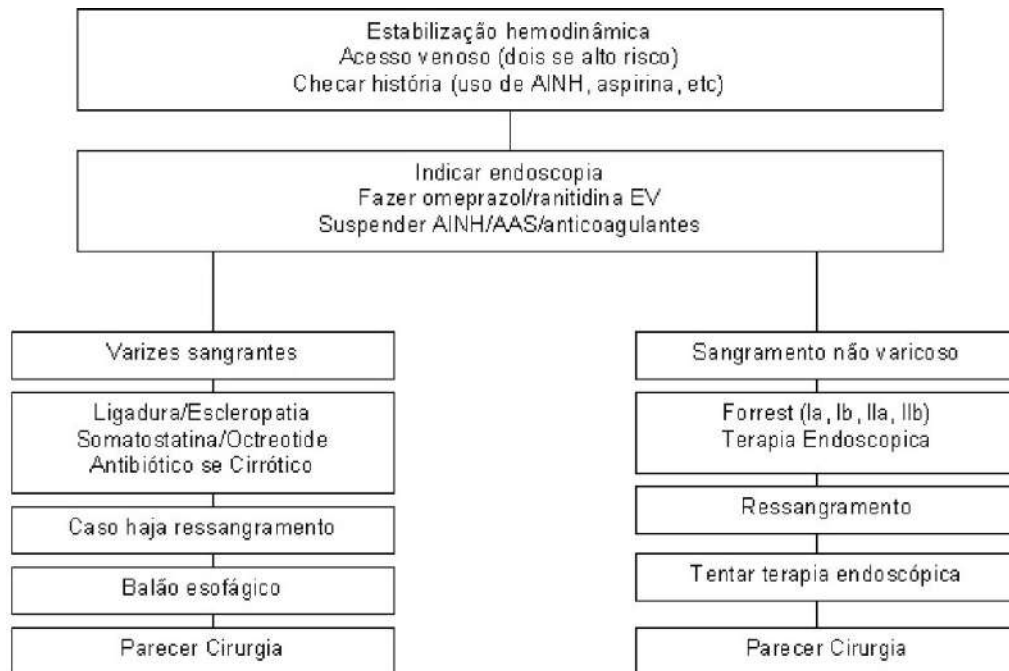 Estabilização hemodinâmica
Acesso venoso (dois se alto risco)
Checar história (uso de AINH, aspirina, etc)
Indicar endoscopia
Fazer omeprazol/ranitidina EV
Suspender AINH/AAS/anticoagulantes
Varizes sangrantes
Ligadura/Escleropatia
Somatostatina/Octreotide
Antibiótico se Cirrótico
Caso haja ressangramento
Balão esofágico
Parecer Cirurgia
Sangramento não varicoso
Forrest (Ia, Ib, IIa, IIb)
Terapia Endoscopica
Ressangramento
Tentar terapia endoscópica
Parecer Cirurgia